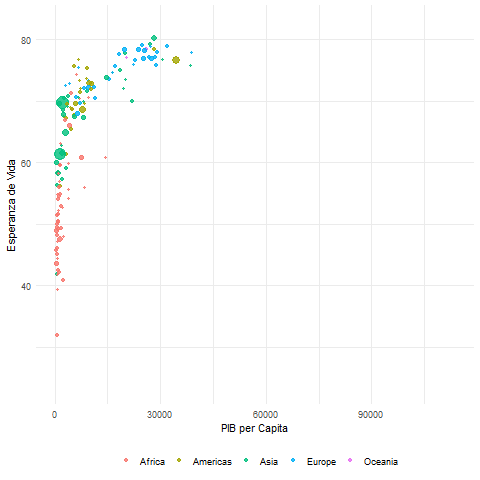 80
60
40
Esperanza de Vida
0 30000 60000 90000
PIB per Capita
Africa Americas Asia Europe Oceania